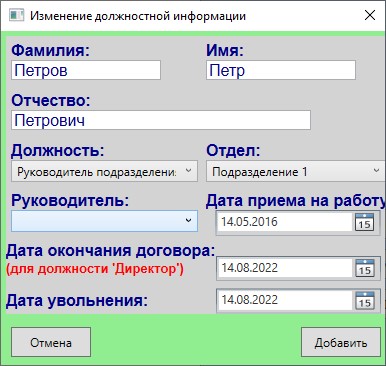 Изменение должностной информации
Фамилия: Имя:
Петров Петр
Отчество:
Петрович
Должность: Отдел:
Руководитель подразделения Подразделение 1
Руководитель: Дата приема на работу
14.05.2016 15
Дата окончания договора:
(для должности 'Директор') 14.08.2022 15
Дата увольнения: 14.08.2022 15
Отмена Добавить